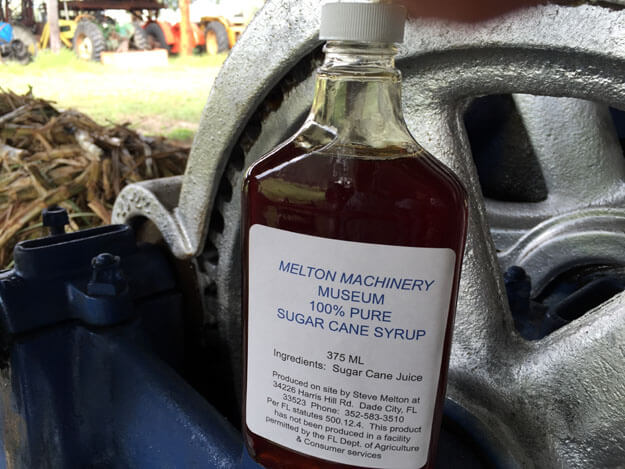 MELTON MACHINERY
MUSEUM
100% PURE
SUGAR CANE SYRUP
375 ML
Ingredients: Sugar Cane Juice
Produced on site by Steve Melton at
34226 Harris Hill Rd. Dade City, FL
33523 Phone: 352-583-3510
Per FL statutes 500.12.4. This product
has not been produced in a facility
permitted by the FL Dept. of Agriculture
& Consumer services